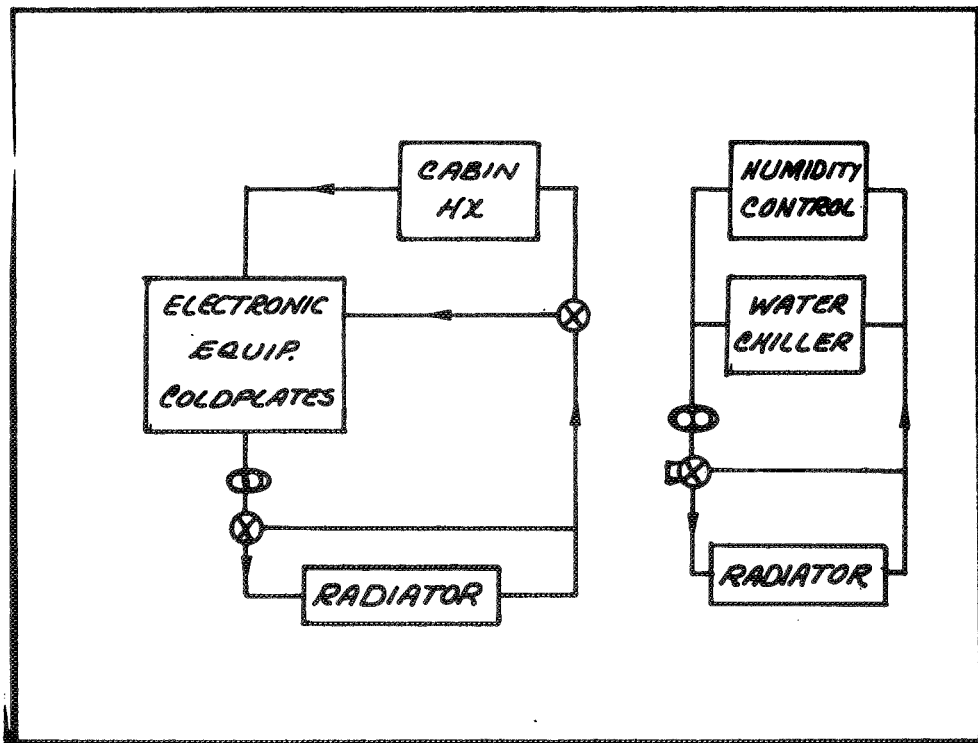 CABIN
HX
ELECTRONIC
EQUIP.
COLDPLATES
RADIATOR
HUMIDITY
CONTROL
WATER
CHILLER
RADIATOR